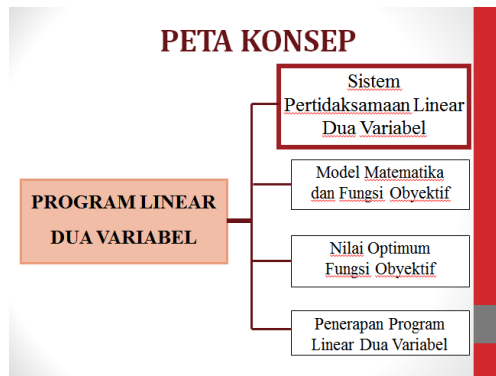 PETA KONSEP
Sistem
Pertidaksamaan Linear
Dua Variabel
Model Matematika
dan Fungsi Obyektif
PROGRAM LINEAR
DUA VARIABEL
Nilai Optimum
Fungsi Obyektif
Penerapan Program
Linear Dua Variabel